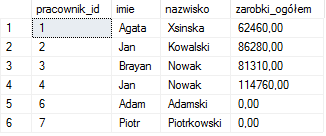 pracownik_id imie nazwisko zarobki_ogółem
1 1 Agata Xsinska 62460,00
2 2 Jan Kowalski 86280,00
3 3 Brayan Nowak 81310,00
4 4 Jan Nowak 114760,00
5 6 Adam Adamski 0,00
6 7 Piotr Piotrkowski 0,00